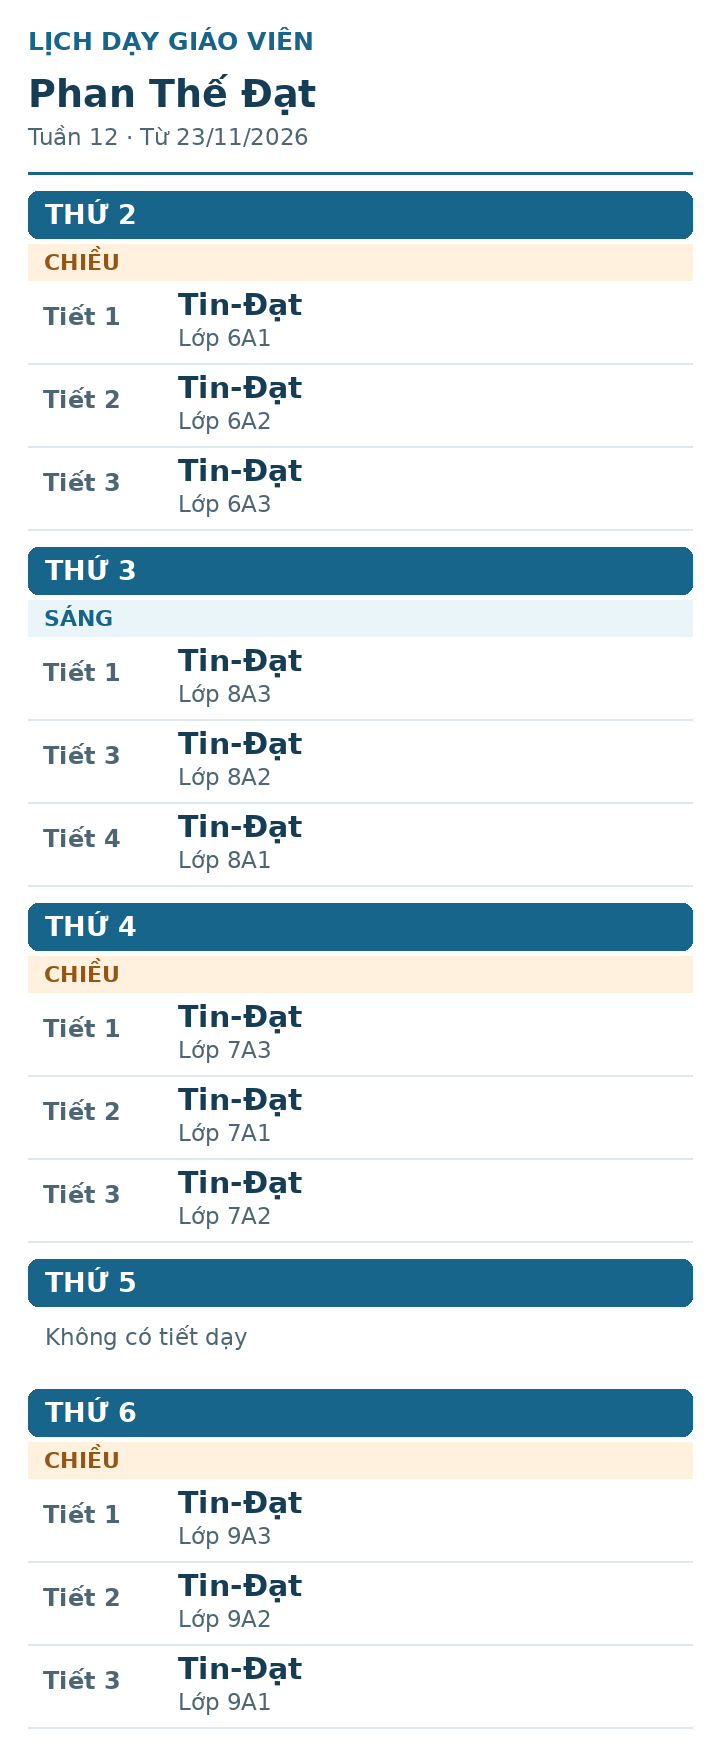 LỊCH DẠY GIÁO VIÊN
Phan Thế Đạt
Tuần 12 · Từ 23/11/2026
THỨ 2
CHIỀU
Tiết 1
Tin-Đạt
Lớp 6A1
Tiết 2
Tin-Đạt
Lớp 6A2
Tiết 3
Tin-Đạt
Lớp 6A3
THỨ 3
SÁNG
Tiết 1
Tin-Đạt
Lớp 8A3
Tiết 3
Tin-Đạt
Lớp 8A2
Tiết 4
Tin-Đạt
Lớp 8A1
THỨ 4
CHIỀU
Tiết 1
Tin-Đạt
Lớp 7A3
Tiết 2
Tin-Đạt
Lớp 7A1
Tiết 3
Tin-Đạt
Lớp 7A2
THỨ 5
Không có tiết dạy
THỨ 6
CHIỀU
Tiết 1
Tin-Đạt
Lớp 9A3
Tiết 2
Tin-Đạt
Lớp 9A2
Tiết 3
Tin-Đạt
Lớp 9A1